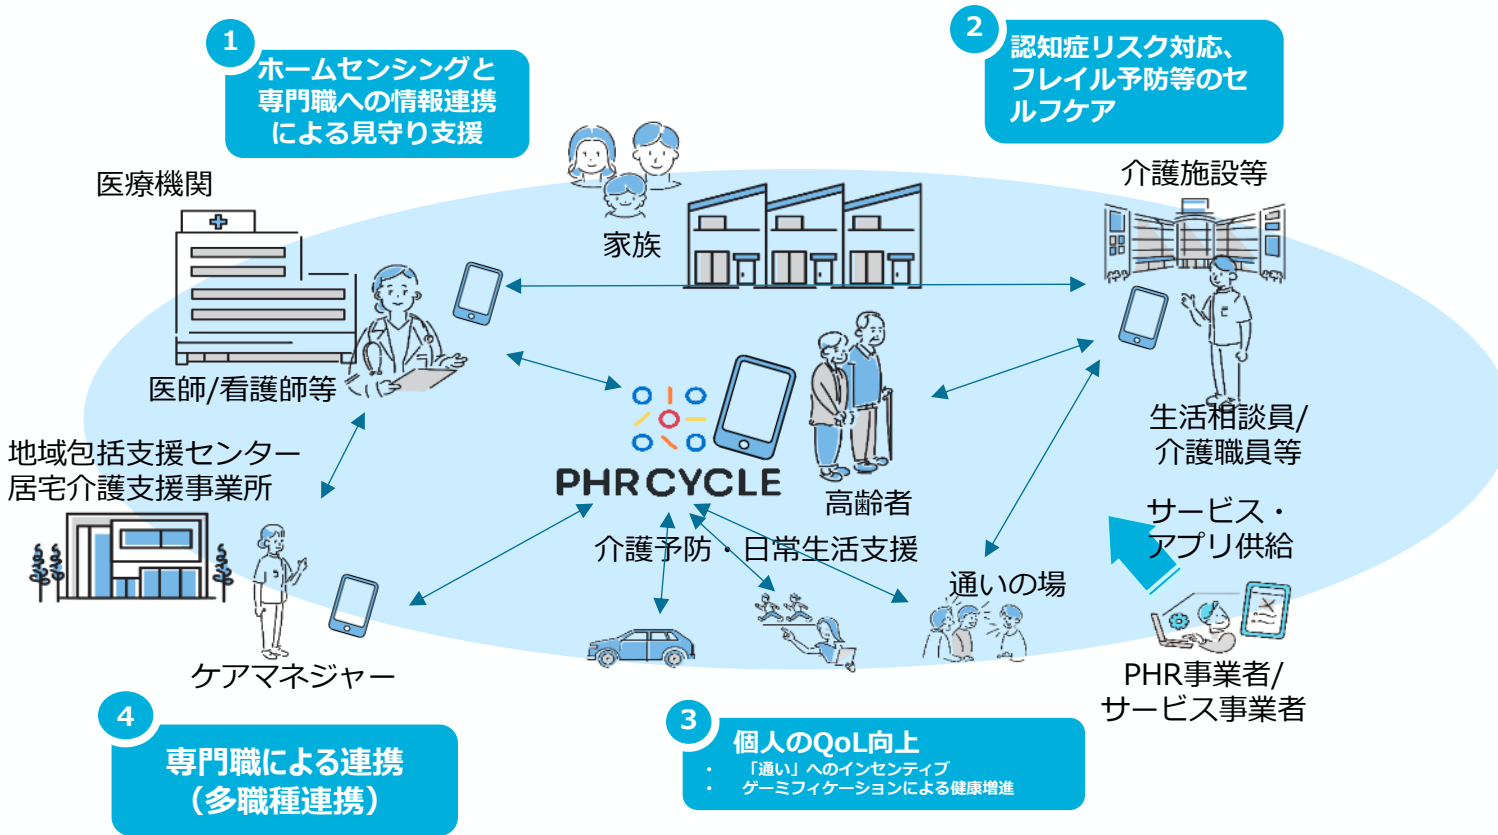 1
ホームセンシングと
専門職への情報連携
による見守り支援
2
認知症リスク対応、
フレイル予防等のセ
ルフケア
医療機関
家族
介護施設等
医師/看護師等
生活相談員/
介護職員等
地域包括支援センター
居宅介護支援事業所
PHR CYCLE
高齢者
介護予防・日常生活支援
サービス・
アプリ供給
通いの場
ケアマネジャー
PHR事業者/
サービス事業者
4
専門職による連携
（多職種連携）
3
個人のQoL向上
・ 「通い」へのインセンティブ
・ ゲーミフィケーションによる健康増進